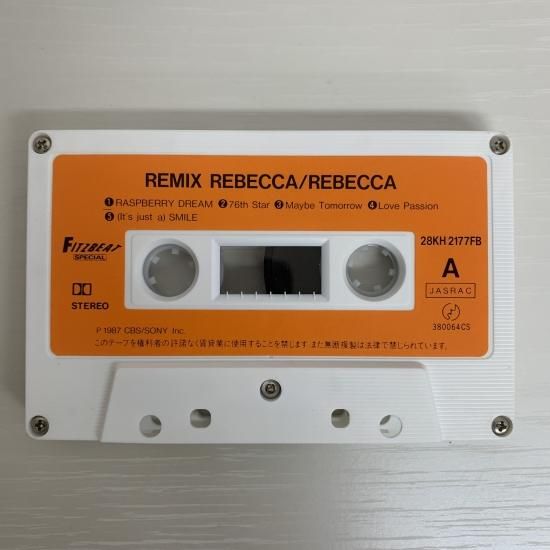 REMIX REBECCA/REBECCA
❶RASPBERRY DREAM ❷76th Star ❸Maybe Tomorrow ❹Love Passion
❺(It's just a) SMILE
FITZBEAT
SPECIAL
28KH 2177FB
A
JASRAC
STEREO
380064CS
P 1987 CBS/SONY Inc.
このテープを権利者の許諾なく賃貸業に使用することを禁じます また無断複製は法律で禁じられています。